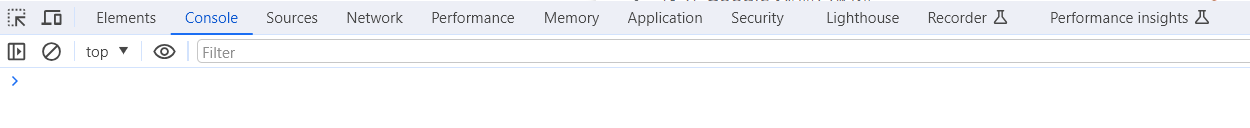 Elements Console Sources Network Performance Memory Application Security Lighthouse Recorder Performance insights
top Filter